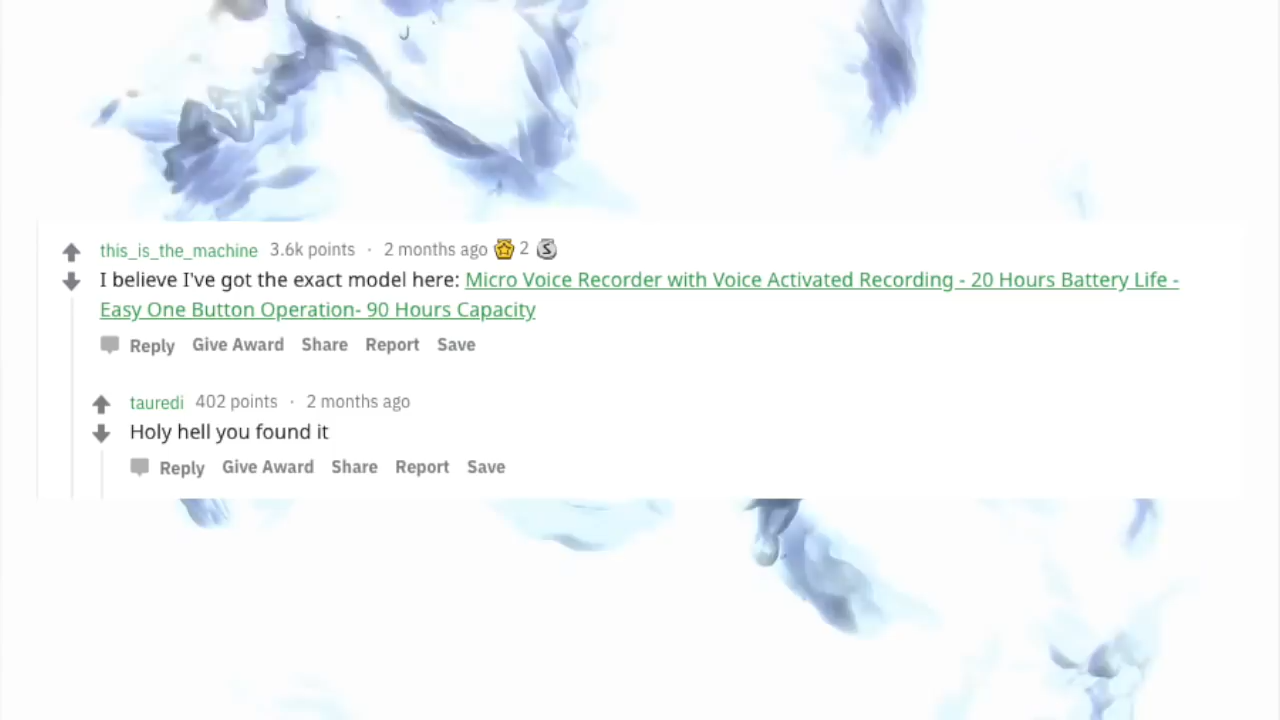 this_is_the_machine 3.6k points · 2 months ago 2 S
I believe I've got the exact model here: Micro Voice Recorder with Voice Activated Recording - 20 Hours Battery Life -
Easy One Button Operation- 90 Hours Capacity
Reply Give Award Share Report Save
tauredi 402 points · 2 months ago
Holy hell you found it
Reply Give Award Share Report Save